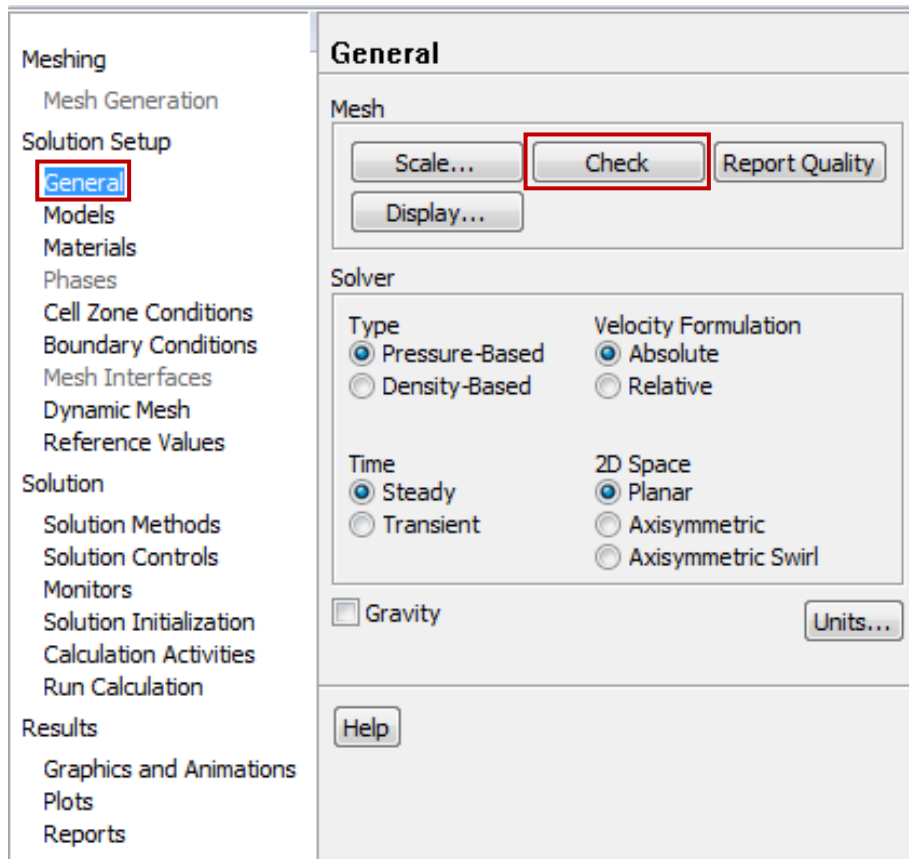 Meshing
Mesh Generation
Solution Setup
General
Models
Materials
Phases
Cell Zone Conditions
Boundary Conditions
Mesh Interfaces
Dynamic Mesh
Reference Values
Solution
Solution Methods
Solution Controls
Monitors
Solution Initialization
Calculation Activities
Run Calculation
Results
Graphics and Animations
Plots
Reports
General
Mesh
Scale... Check Report Quality
Display...
Solver
Type Velocity Formulation
Pressure-Based Absolute
Density-Based Relative
Time 2D Space
Steady Planar
Transient Axisymmetric
Axisymmetric Swirl
Gravity Units...
Help